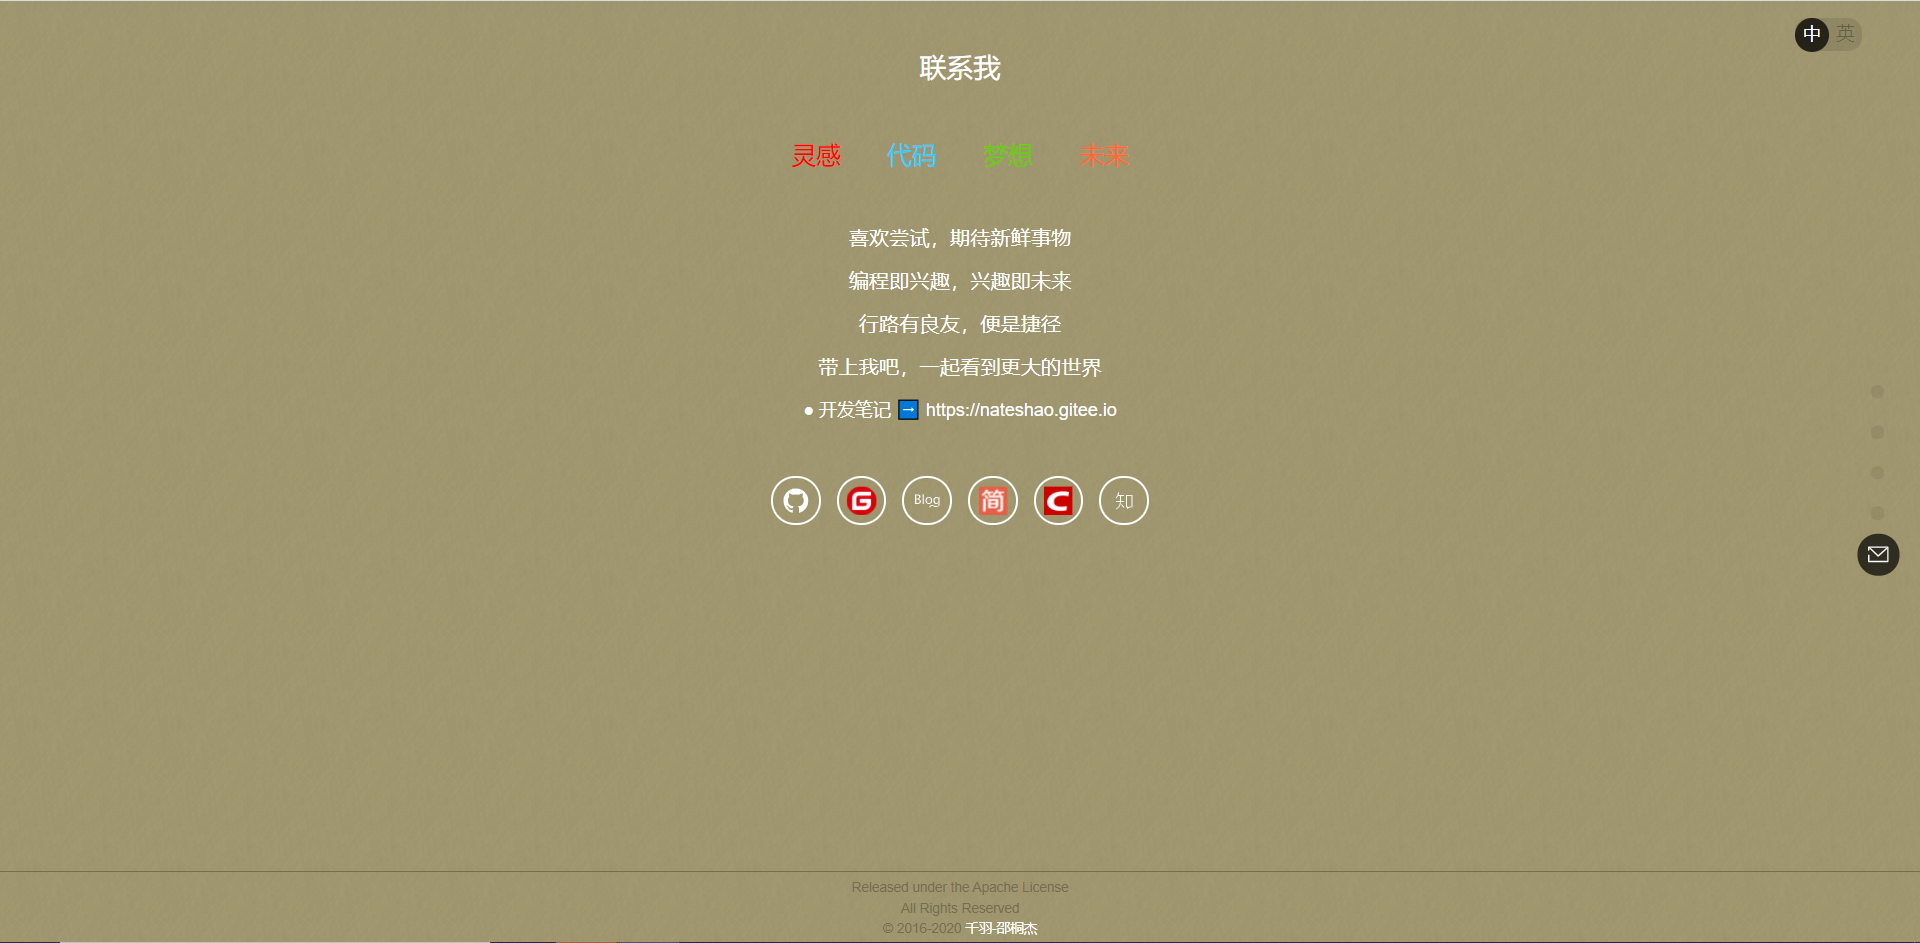 中 英
联系我
灵感 代码 梦想 未来
喜欢尝试，期待新鲜事物
编程即兴趣，兴趣即未来
行路有良友，便是捷径
带上我吧，一起看到更大的世界
● 开发笔记 ➡ https://nateshao.gitee.io
G Blog 简 C 知
Released under the Apache License
All Rights Reserved
© 2016-2020 千羽-邵桐杰